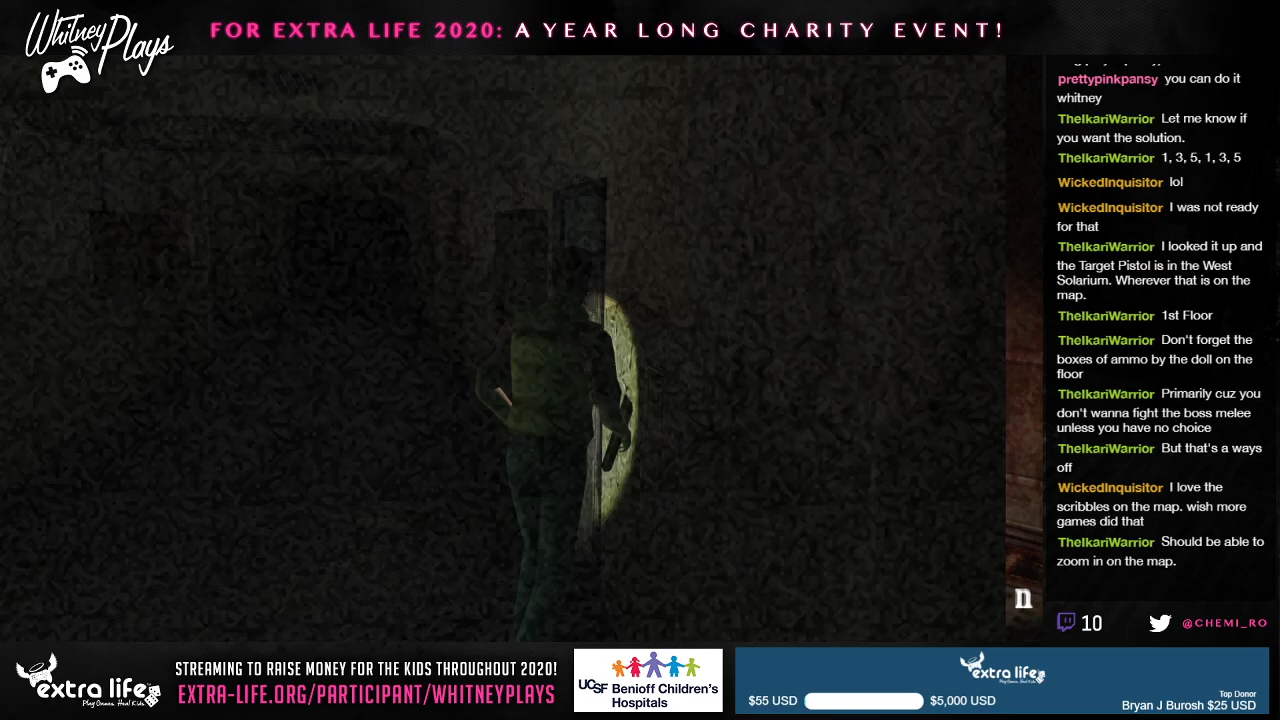 Whitney Plays
FOR EXTRA LIFE 2020: A YEAR LONG CHARITY EVENT!
prettypinkpansy you can do it
whitney
TheIkariWarrior Let me know if
you want the solution.
TheIkariWarrior 1, 3, 5, 1, 3, 5
WickedInquisitor lol
WickedInquisitor I was not ready
for that
TheIkariWarrior I looked it up and
the Target Pistol is in the West
Solarium. Wherever that is on the
map.
TheIkariWarrior 1st Floor
TheIkariWarrior Don't forget the
boxes of ammo by the doll on the
floor
TheIkariWarrior Primarily cuz you
don't wanna fight the boss melee
unless you have no choice
TheIkariWarrior But that's a ways
off
WickedInquisitor I love the
scribbles on the map. wish more
games did that
TheIkariWarrior Should be able to
zoom in on the map.
n
10 @CHEMI_RO
extra life
Play Games. Heal Kids.
STREAMING TO RAISE MONEY FOR THE KIDS THROUGHOUT 2020!
EXTRA-LIFE.ORG/PARTICIPANT/WHITNEYPLAYS
UCSF Benioff Children's
Hospitals
extra life
Play Games. Heal Kids.
$55 USD $5,000 USD
Top Donor
Bryan J Burosh $25 USD